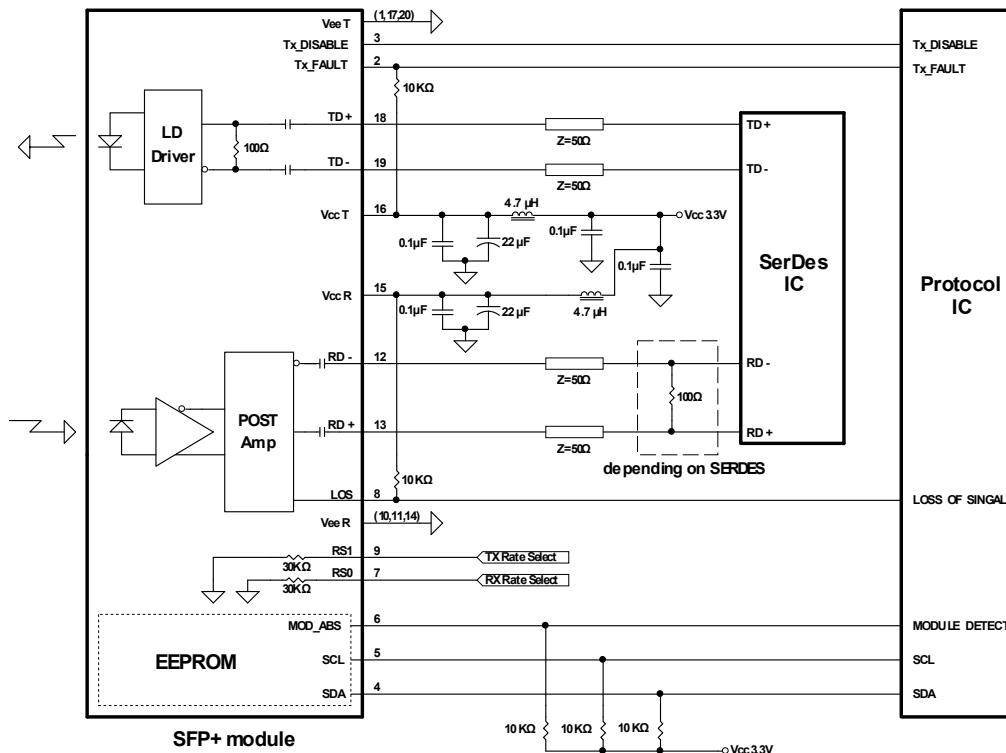 Vee T
(1,17,20)
Tx_DISABLE
3
Tx_DISABLE
Tx_FAULT
2
Tx_FAULT
10 KΩ
LD
Driver
100Ω
TD +
18
Z=50Ω
TD +
TD -
19
Z=50Ω
TD -
Vcc T
16
4.7 µH
Vcc 3.3V
0.1µF
22 µF
0.1µF
0.1µF
SerDes
IC
Protocol
IC
Vcc R
15
0.1µF
22 µF
4.7 µH
POST
Amp
RD -
12
Z=50Ω
RD -
100Ω
RD +
13
Z=50Ω
RD +
depending on SERDES
10 KΩ
LOS
8
LOSS OF SINGAL
Vee R
(10,11,14)
RS1
9
TX Rate Select
30KΩ
RS0
7
RX Rate Select
30KΩ
MOD_ABS
6
MODULE DETECT
EEPROM
SCL
5
SCL
SDA
4
SDA
10 KΩ
10 KΩ
10 KΩ
Vcc 3.3V
SFP+ module